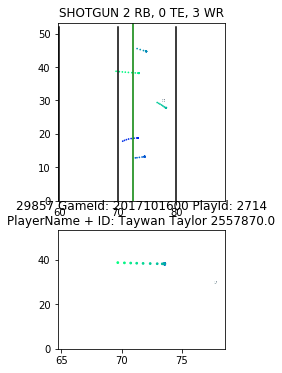 SHOTGUN 2 RB, 0 TE, 3 WR
50
40
30
20
10
0
60 70 80
29857 GameId: 2017101600 PlayId: 2714
PlayerName + ID: Taywan Taylor 2557870.0
40
20
0
65 70 75